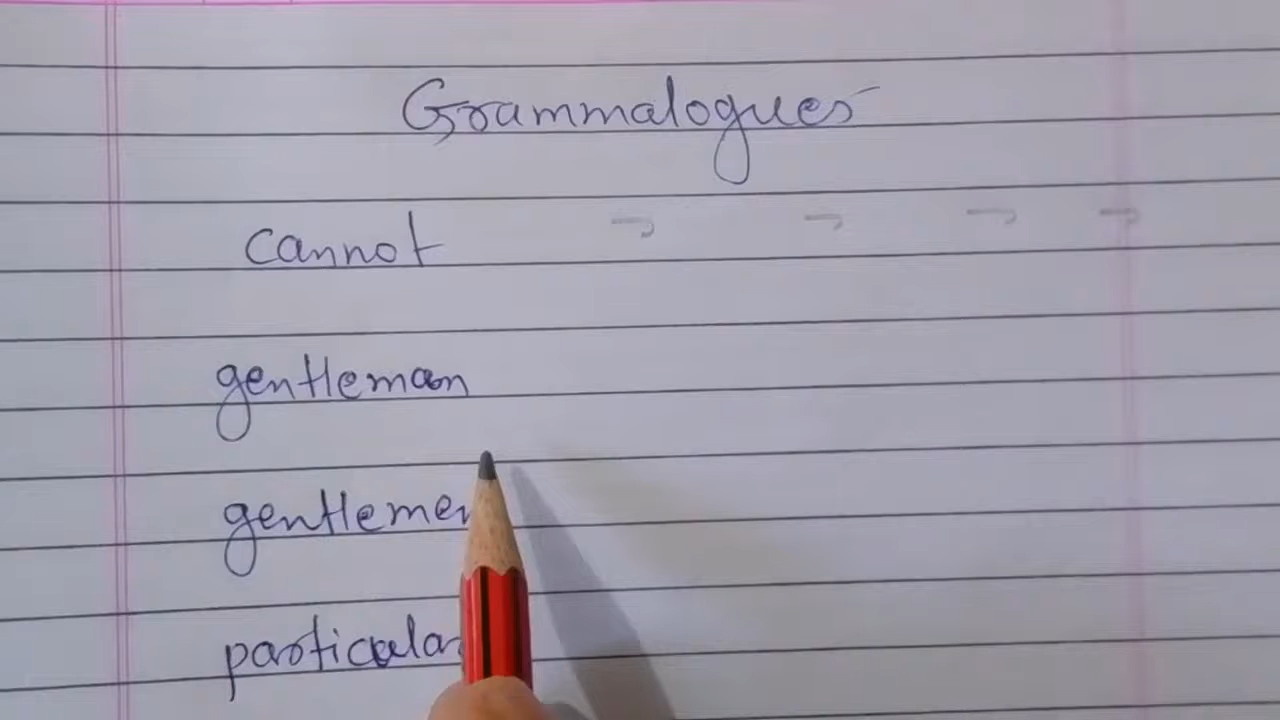 Grammalogues
cannot
gentleman
gentlemen
particular